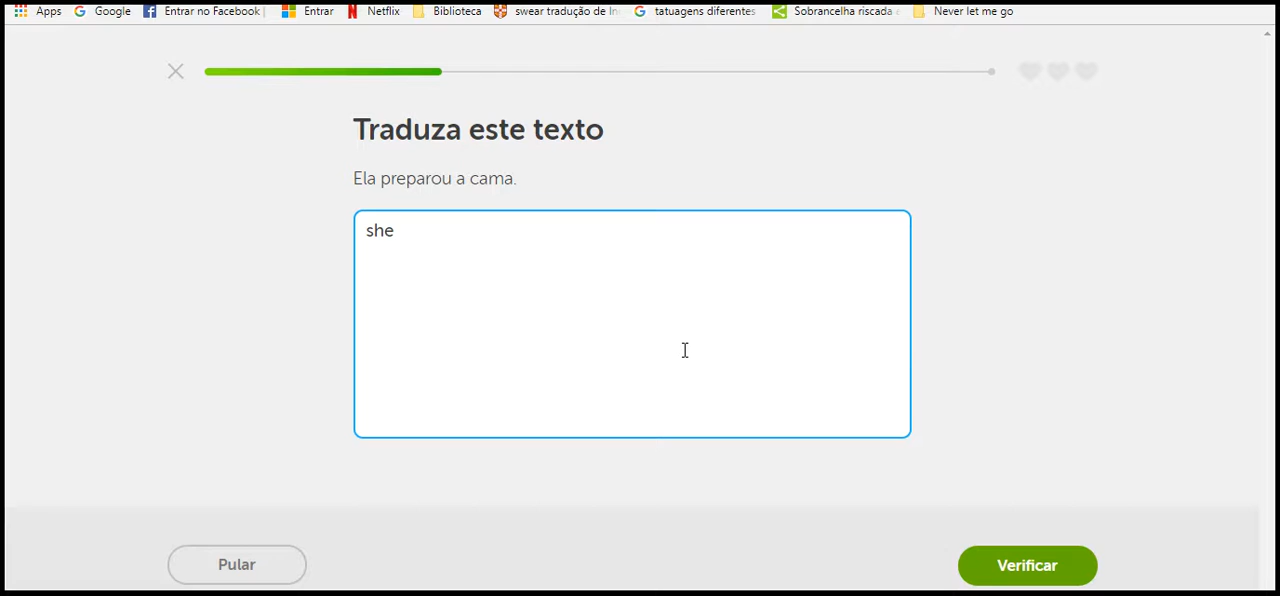 Apps Google Entrar no Facebook Entrar Netflix Biblioteca swear tradução de In tatuagens diferentes Sobrancelha riscada Never let me go
Traduza este texto
Ela preparou a cama.
she
Pular Verificar